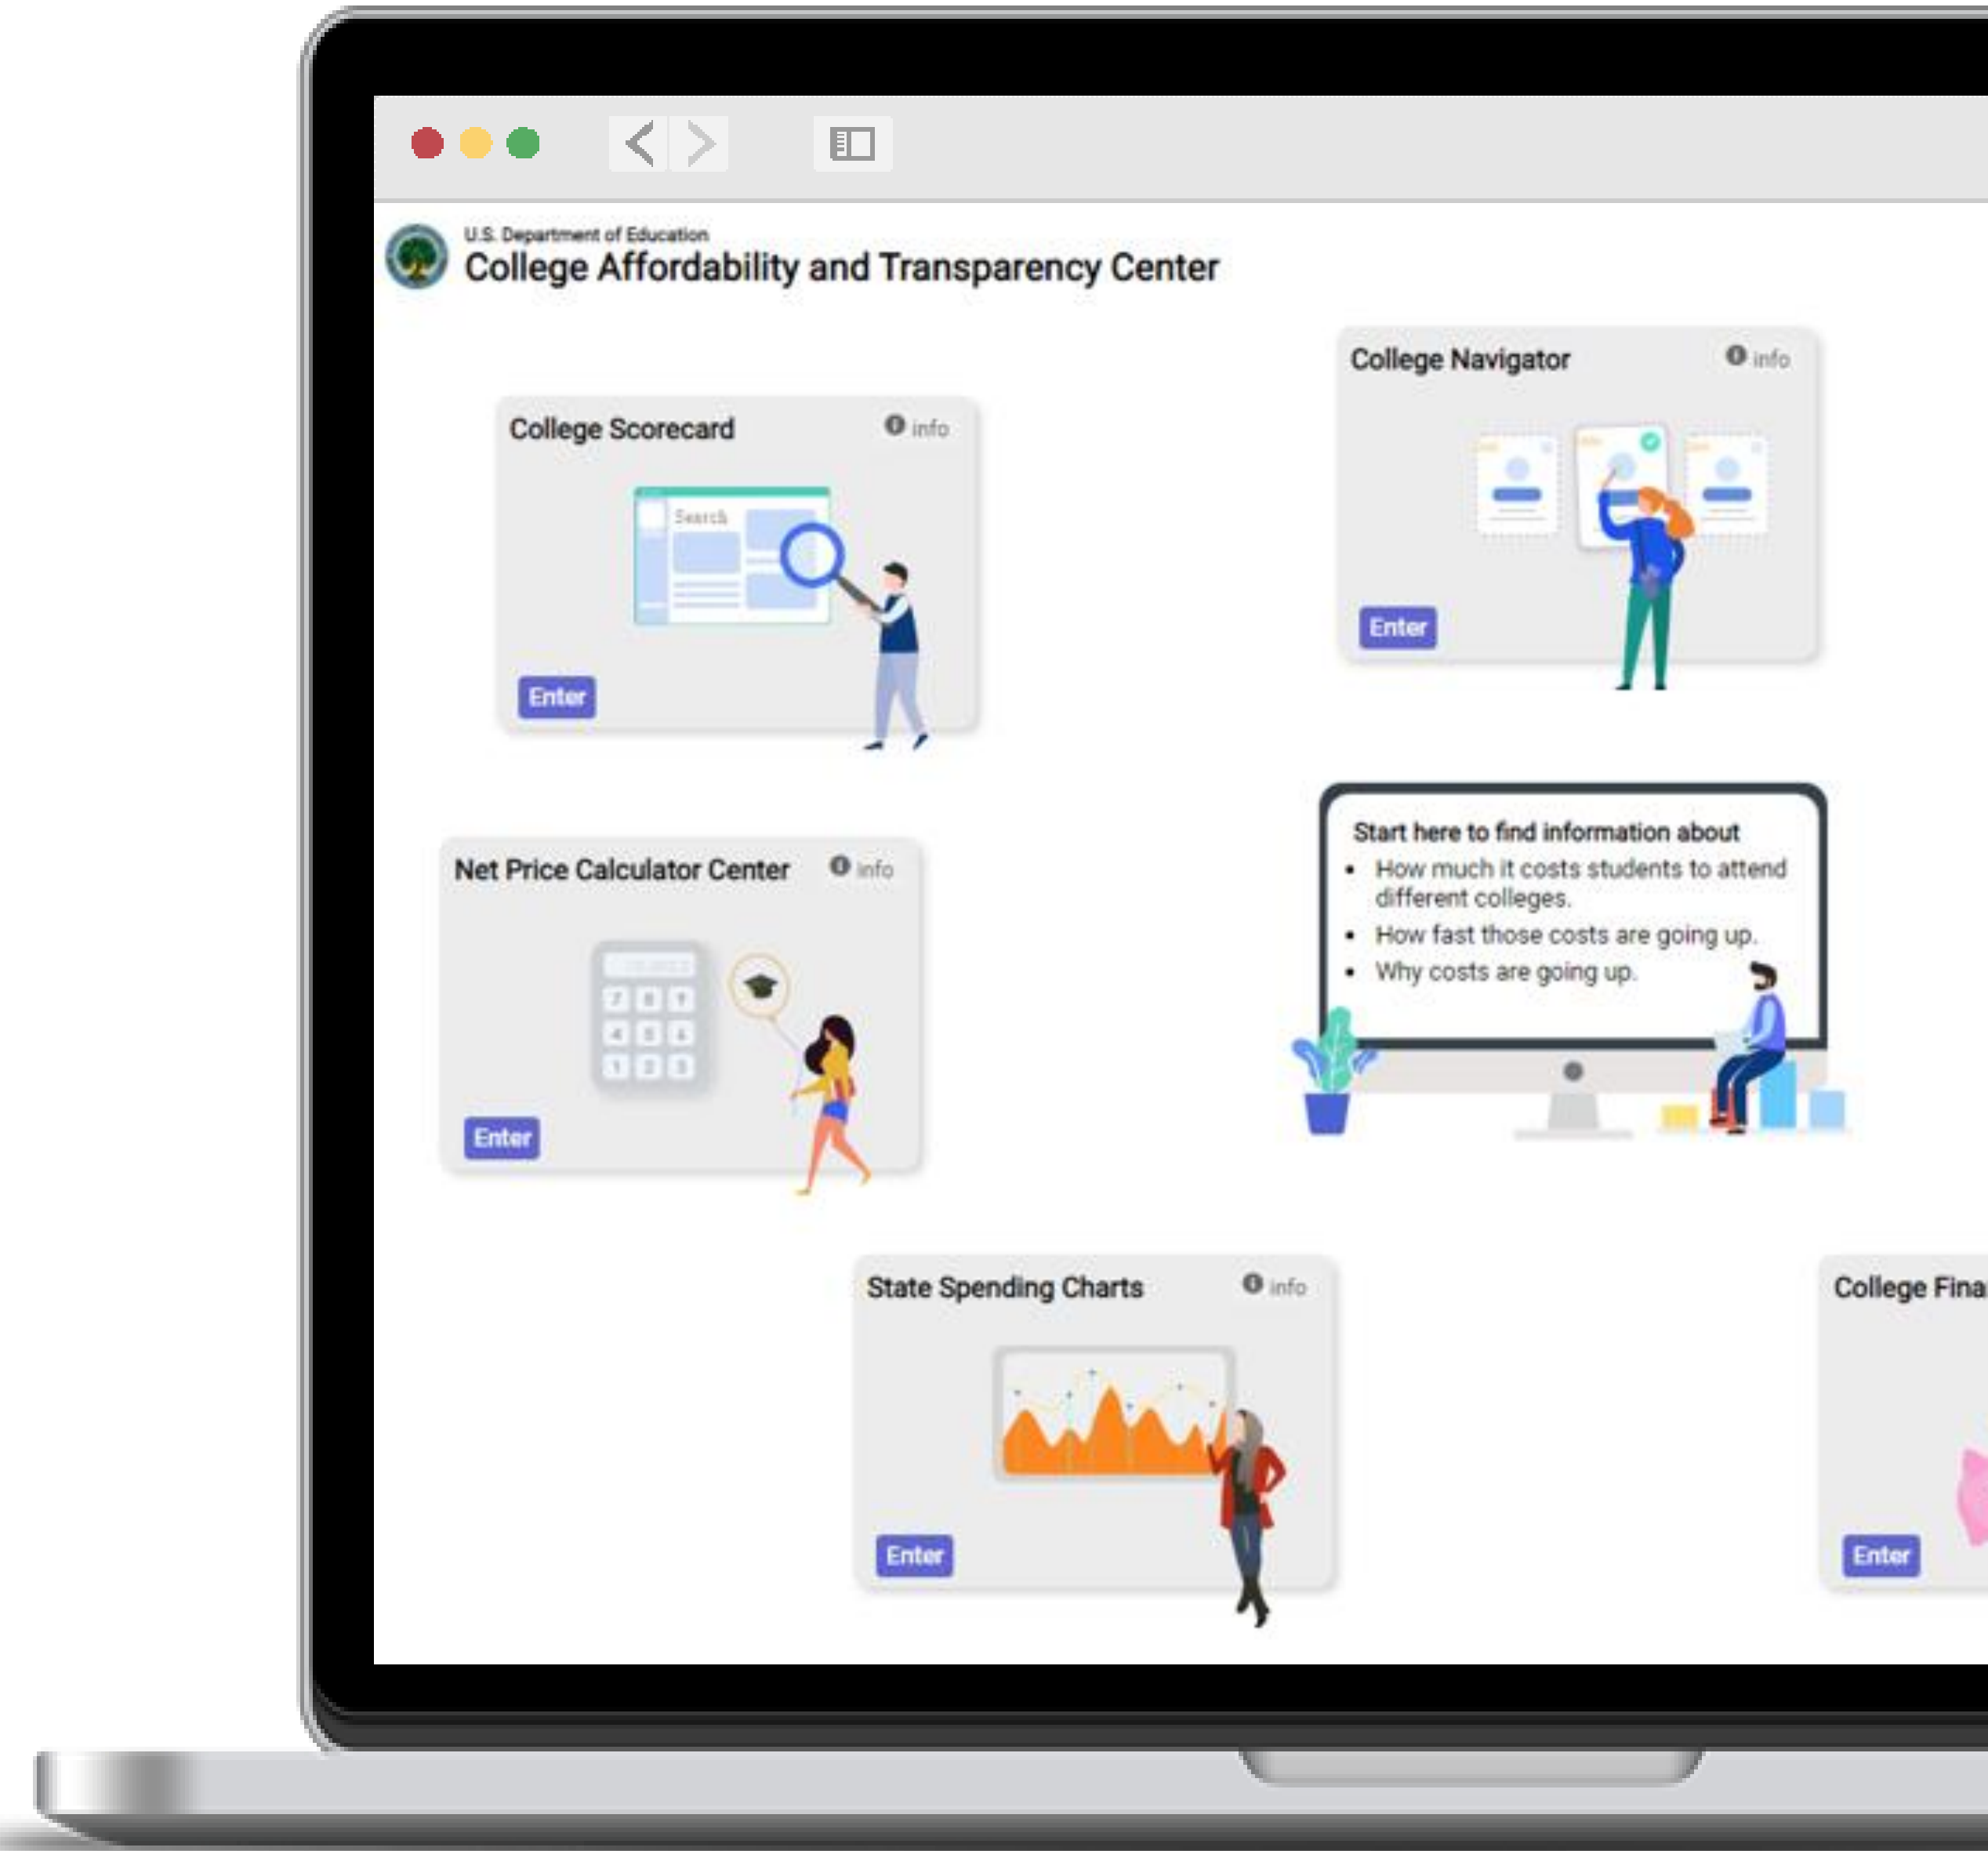 U.S. Department of Education
College Affordability and Transparency Center
College Navigator
info
College Scorecard
info
Search
Enter
Enter
Start here to find information about
• How much it costs students to attend
different colleges.
• How fast those costs are going up.
• Why costs are going up.
Net Price Calculator Center
info
7 8 9
4 5 6
1 2 3
Enter
State Spending Charts
info
Enter
College Fina
Enter